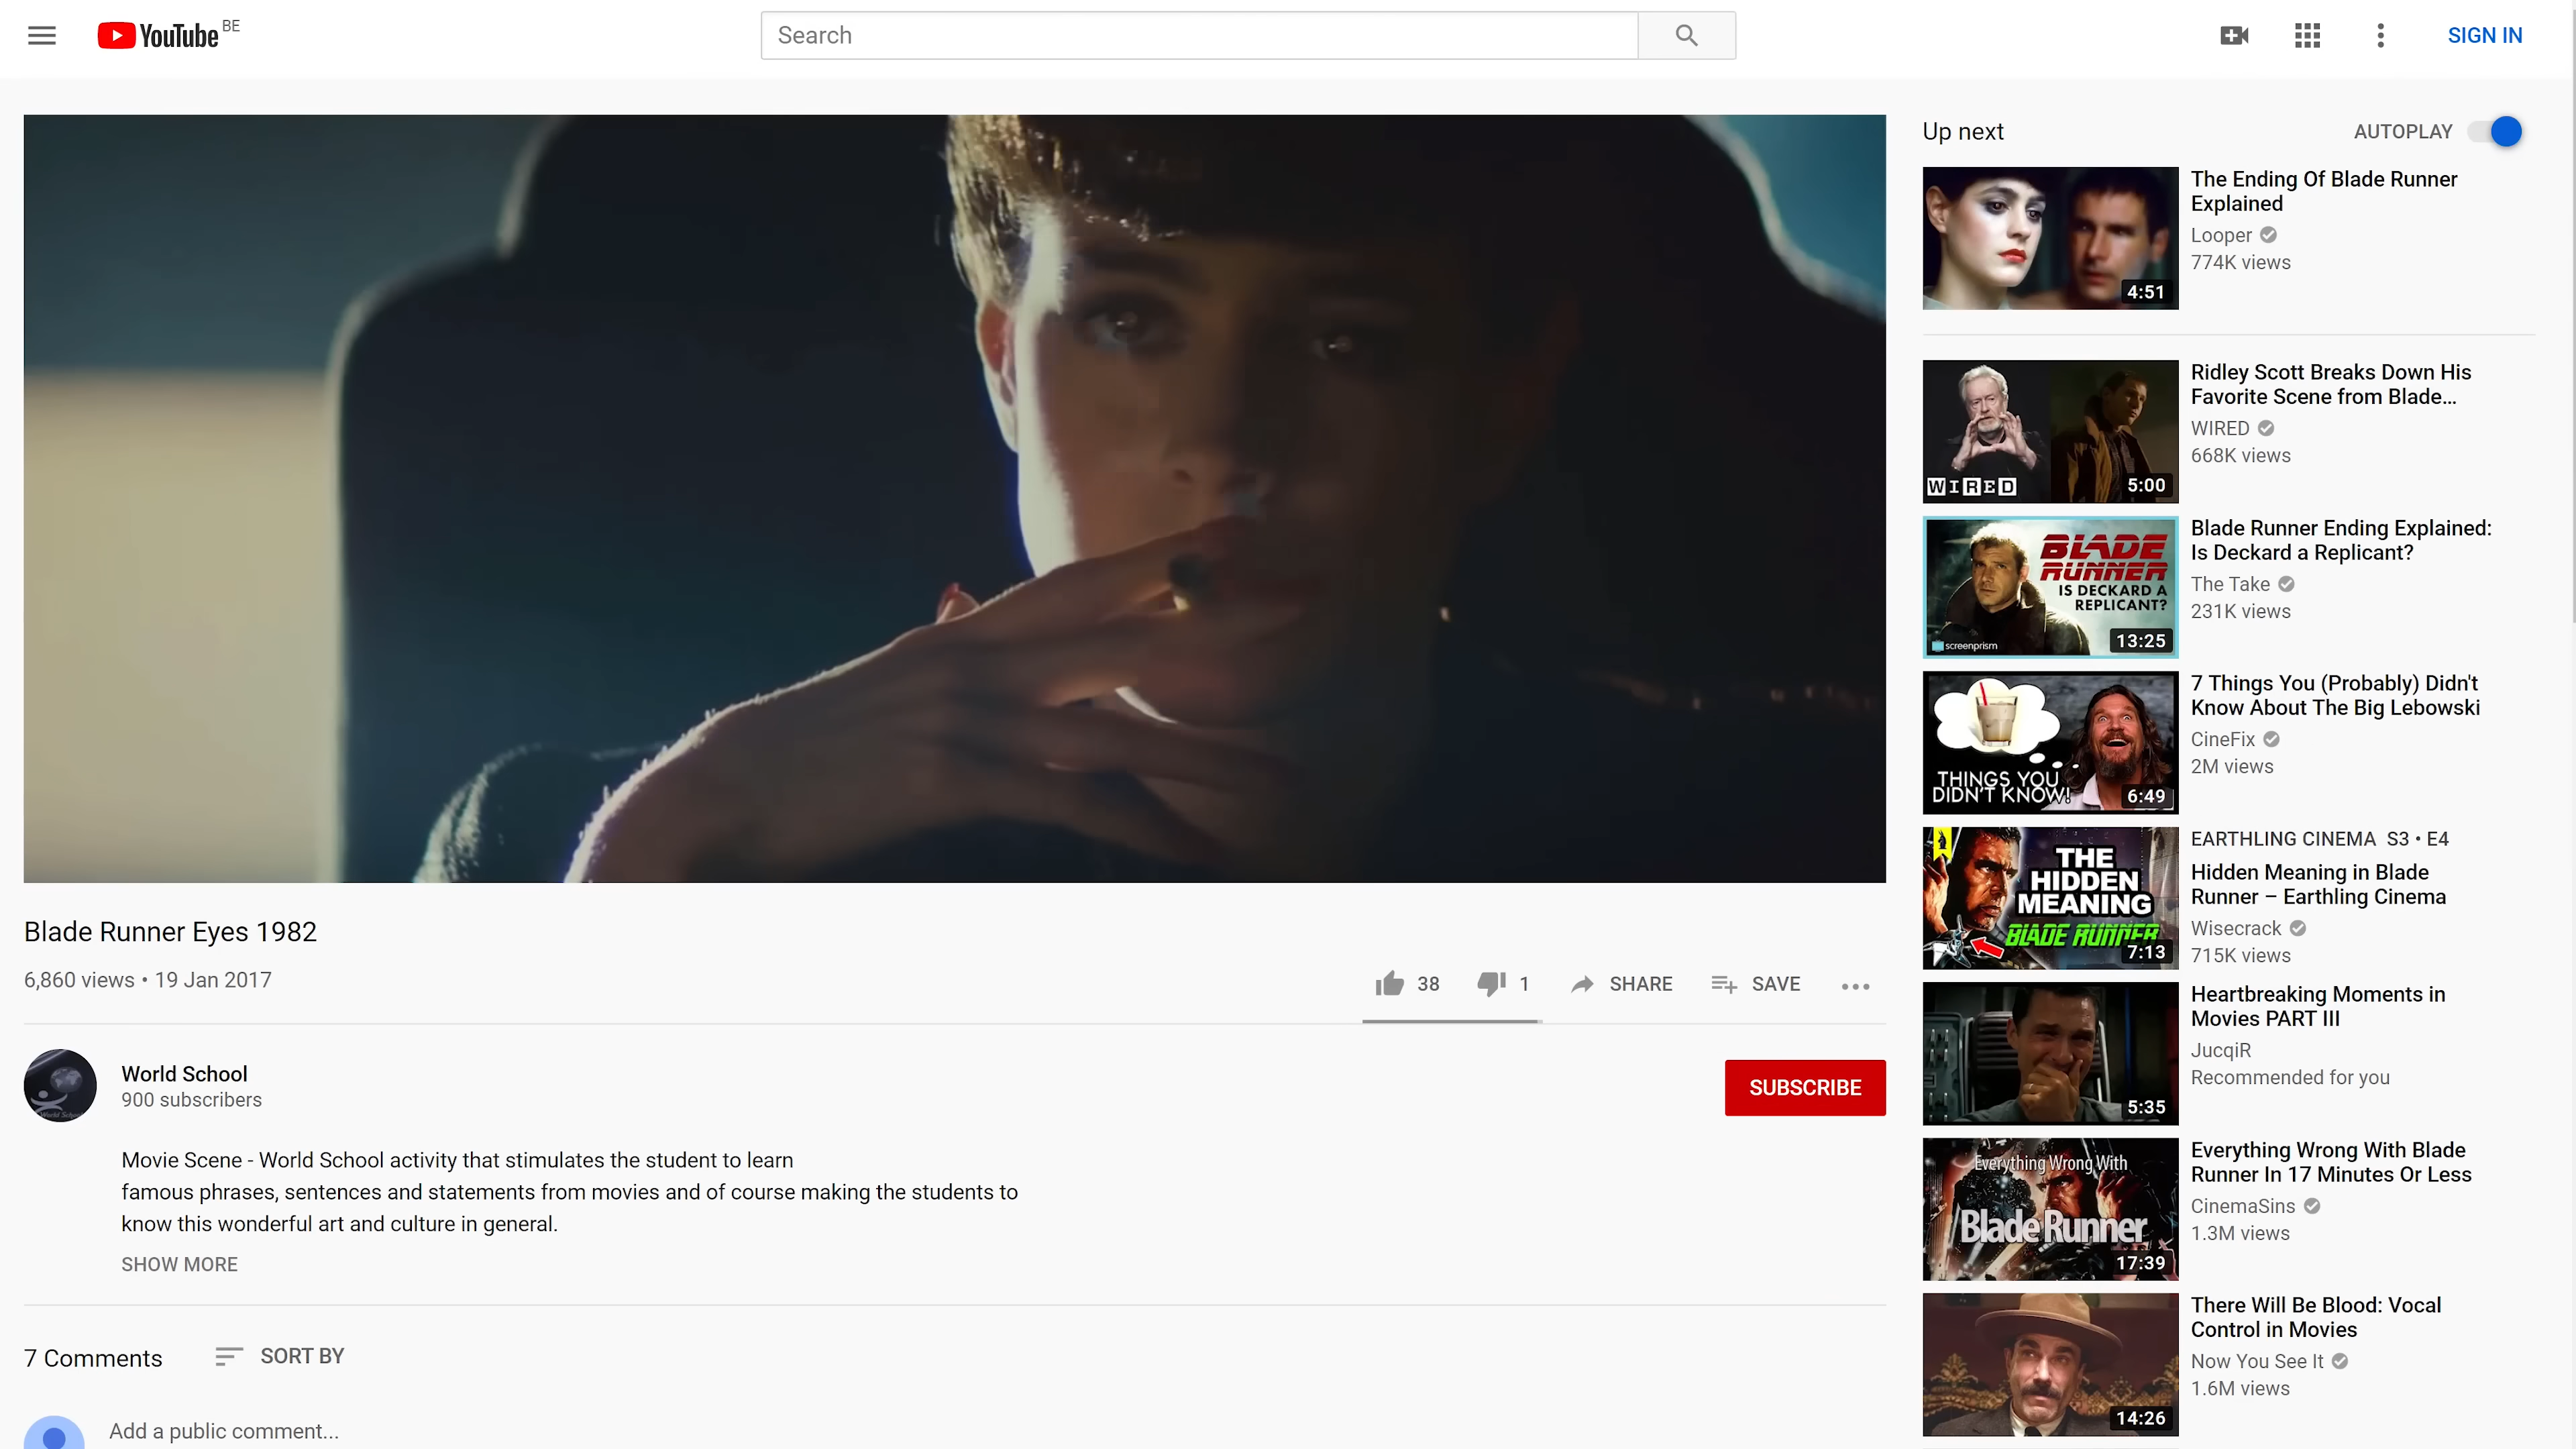 YouTube BE
Search
SIGN IN
Blade Runner Eyes 1982
6,860 views • 19 Jan 2017
38
1
SHARE
SAVE
World School
900 subscribers
SUBSCRIBE
Movie Scene - World School activity that stimulates the student to learn
famous phrases, sentences and statements from movies and of course making the students to
know this wonderful art and culture in general.
SHOW MORE
7 Comments
SORT BY
Add a public comment...
Up next
AUTOPLAY
4:51
The Ending Of Blade Runner
Explained
Looper
774K views
WIRED
5:00
Ridley Scott Breaks Down His
Favorite Scene from Blade...
WIRED
668K views
BLADE
RUNNER
IS DECKARD A
REPLICANT?
screenprism
13:25
Blade Runner Ending Explained:
Is Deckard a Replicant?
The Take
231K views
THINGS YOU
DIDN'T KNOW!
6:49
7 Things You (Probably) Didn't
Know About The Big Lebowski
CineFix
2M views
THE
HIDDEN
MEANING
BLADE RUNNER
7:13
EARTHLING CINEMA S3 • E4
Hidden Meaning in Blade
Runner – Earthling Cinema
Wisecrack
715K views
5:35
Heartbreaking Moments in
Movies PART III
JucqiR
Recommended for you
Everything Wrong With
Blade Runner
17:39
Everything Wrong With Blade
Runner In 17 Minutes Or Less
CinemaSins
1.3M views
14:26
There Will Be Blood: Vocal
Control in Movies
Now You See It
1.6M views